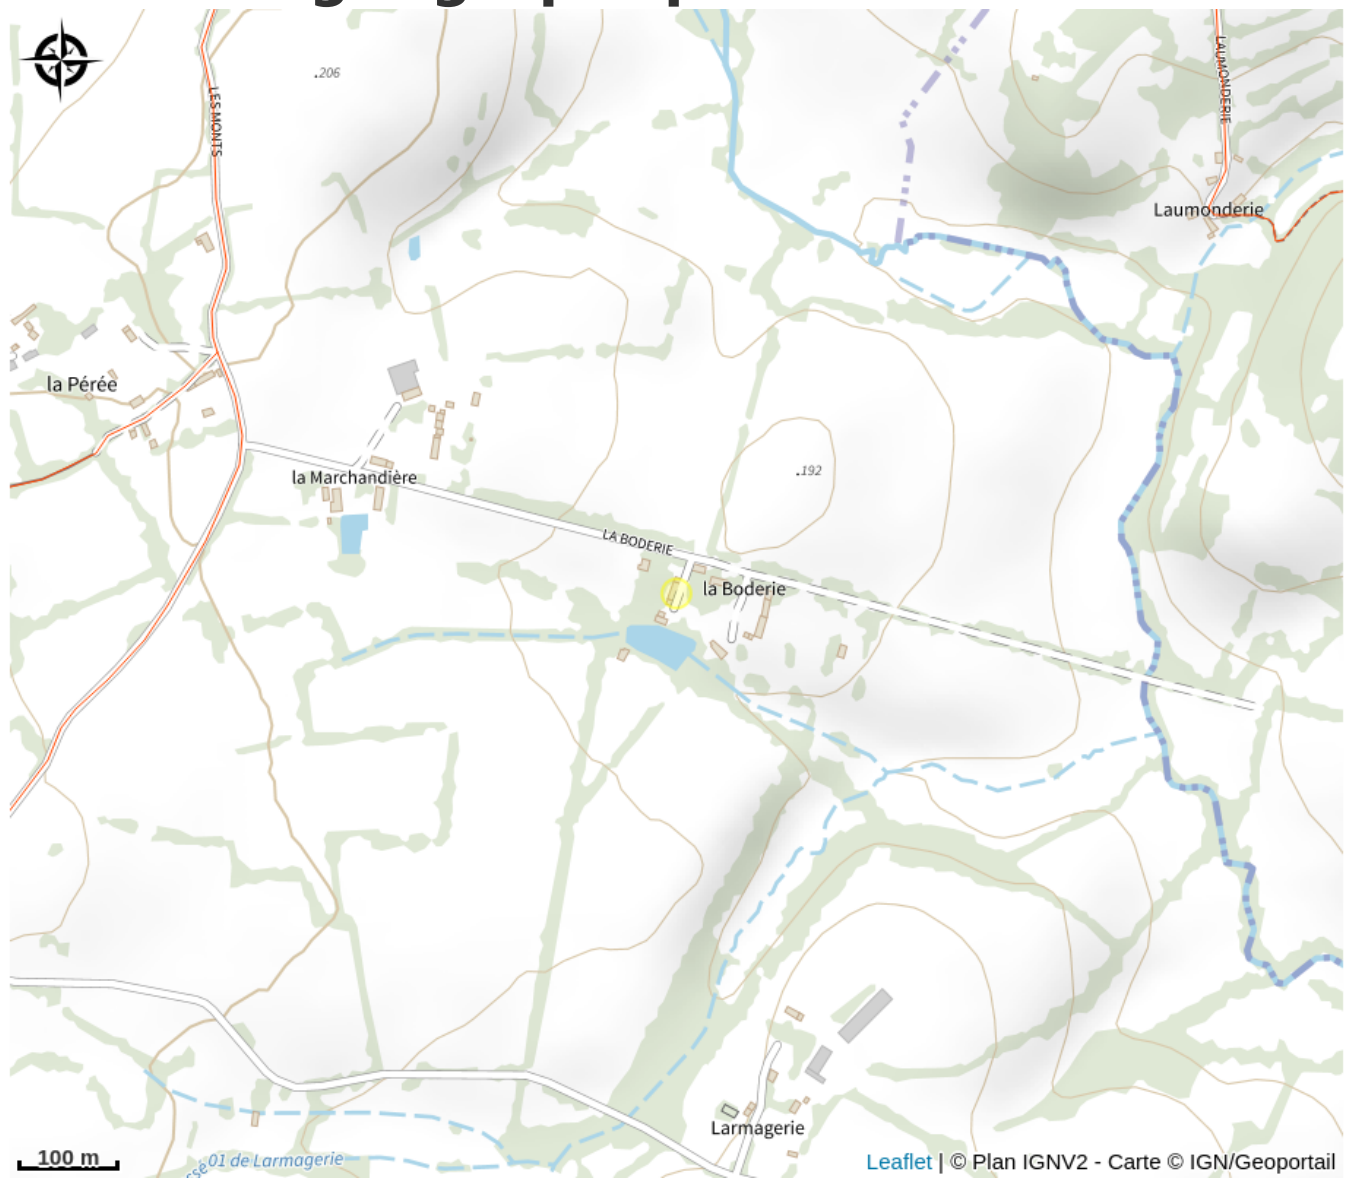 .206
LES MONTS
LAUMONDERIE
Laumonderie
la Pérée
la Marchandière
.192
LA BODERIE
la Boderie
Larmagerie
01 de Larmagerie
100 m
Leaflet | © Plan IGNV2 - Carte © IGN/Geoportail